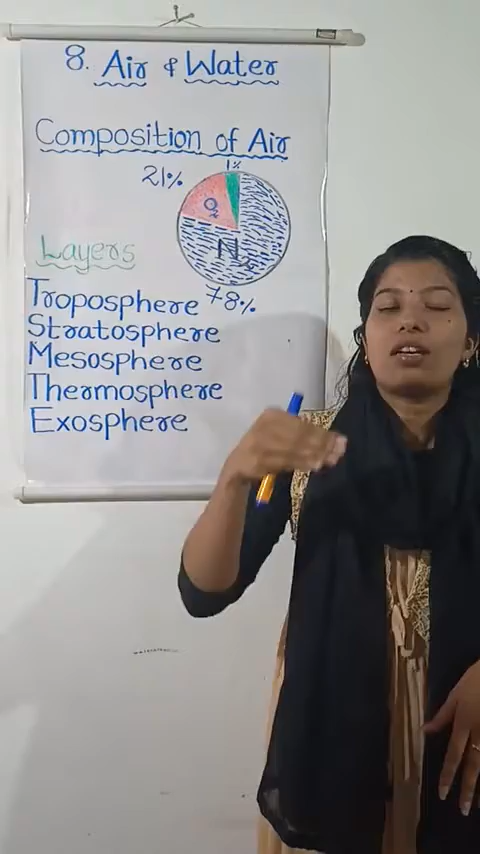 8. Air & Water
Composition of Air
1%
21%
O₂
N₂
78%
Layers
Troposphere
Stratosphere
Mesosphere
Thermosphere
Exosphere